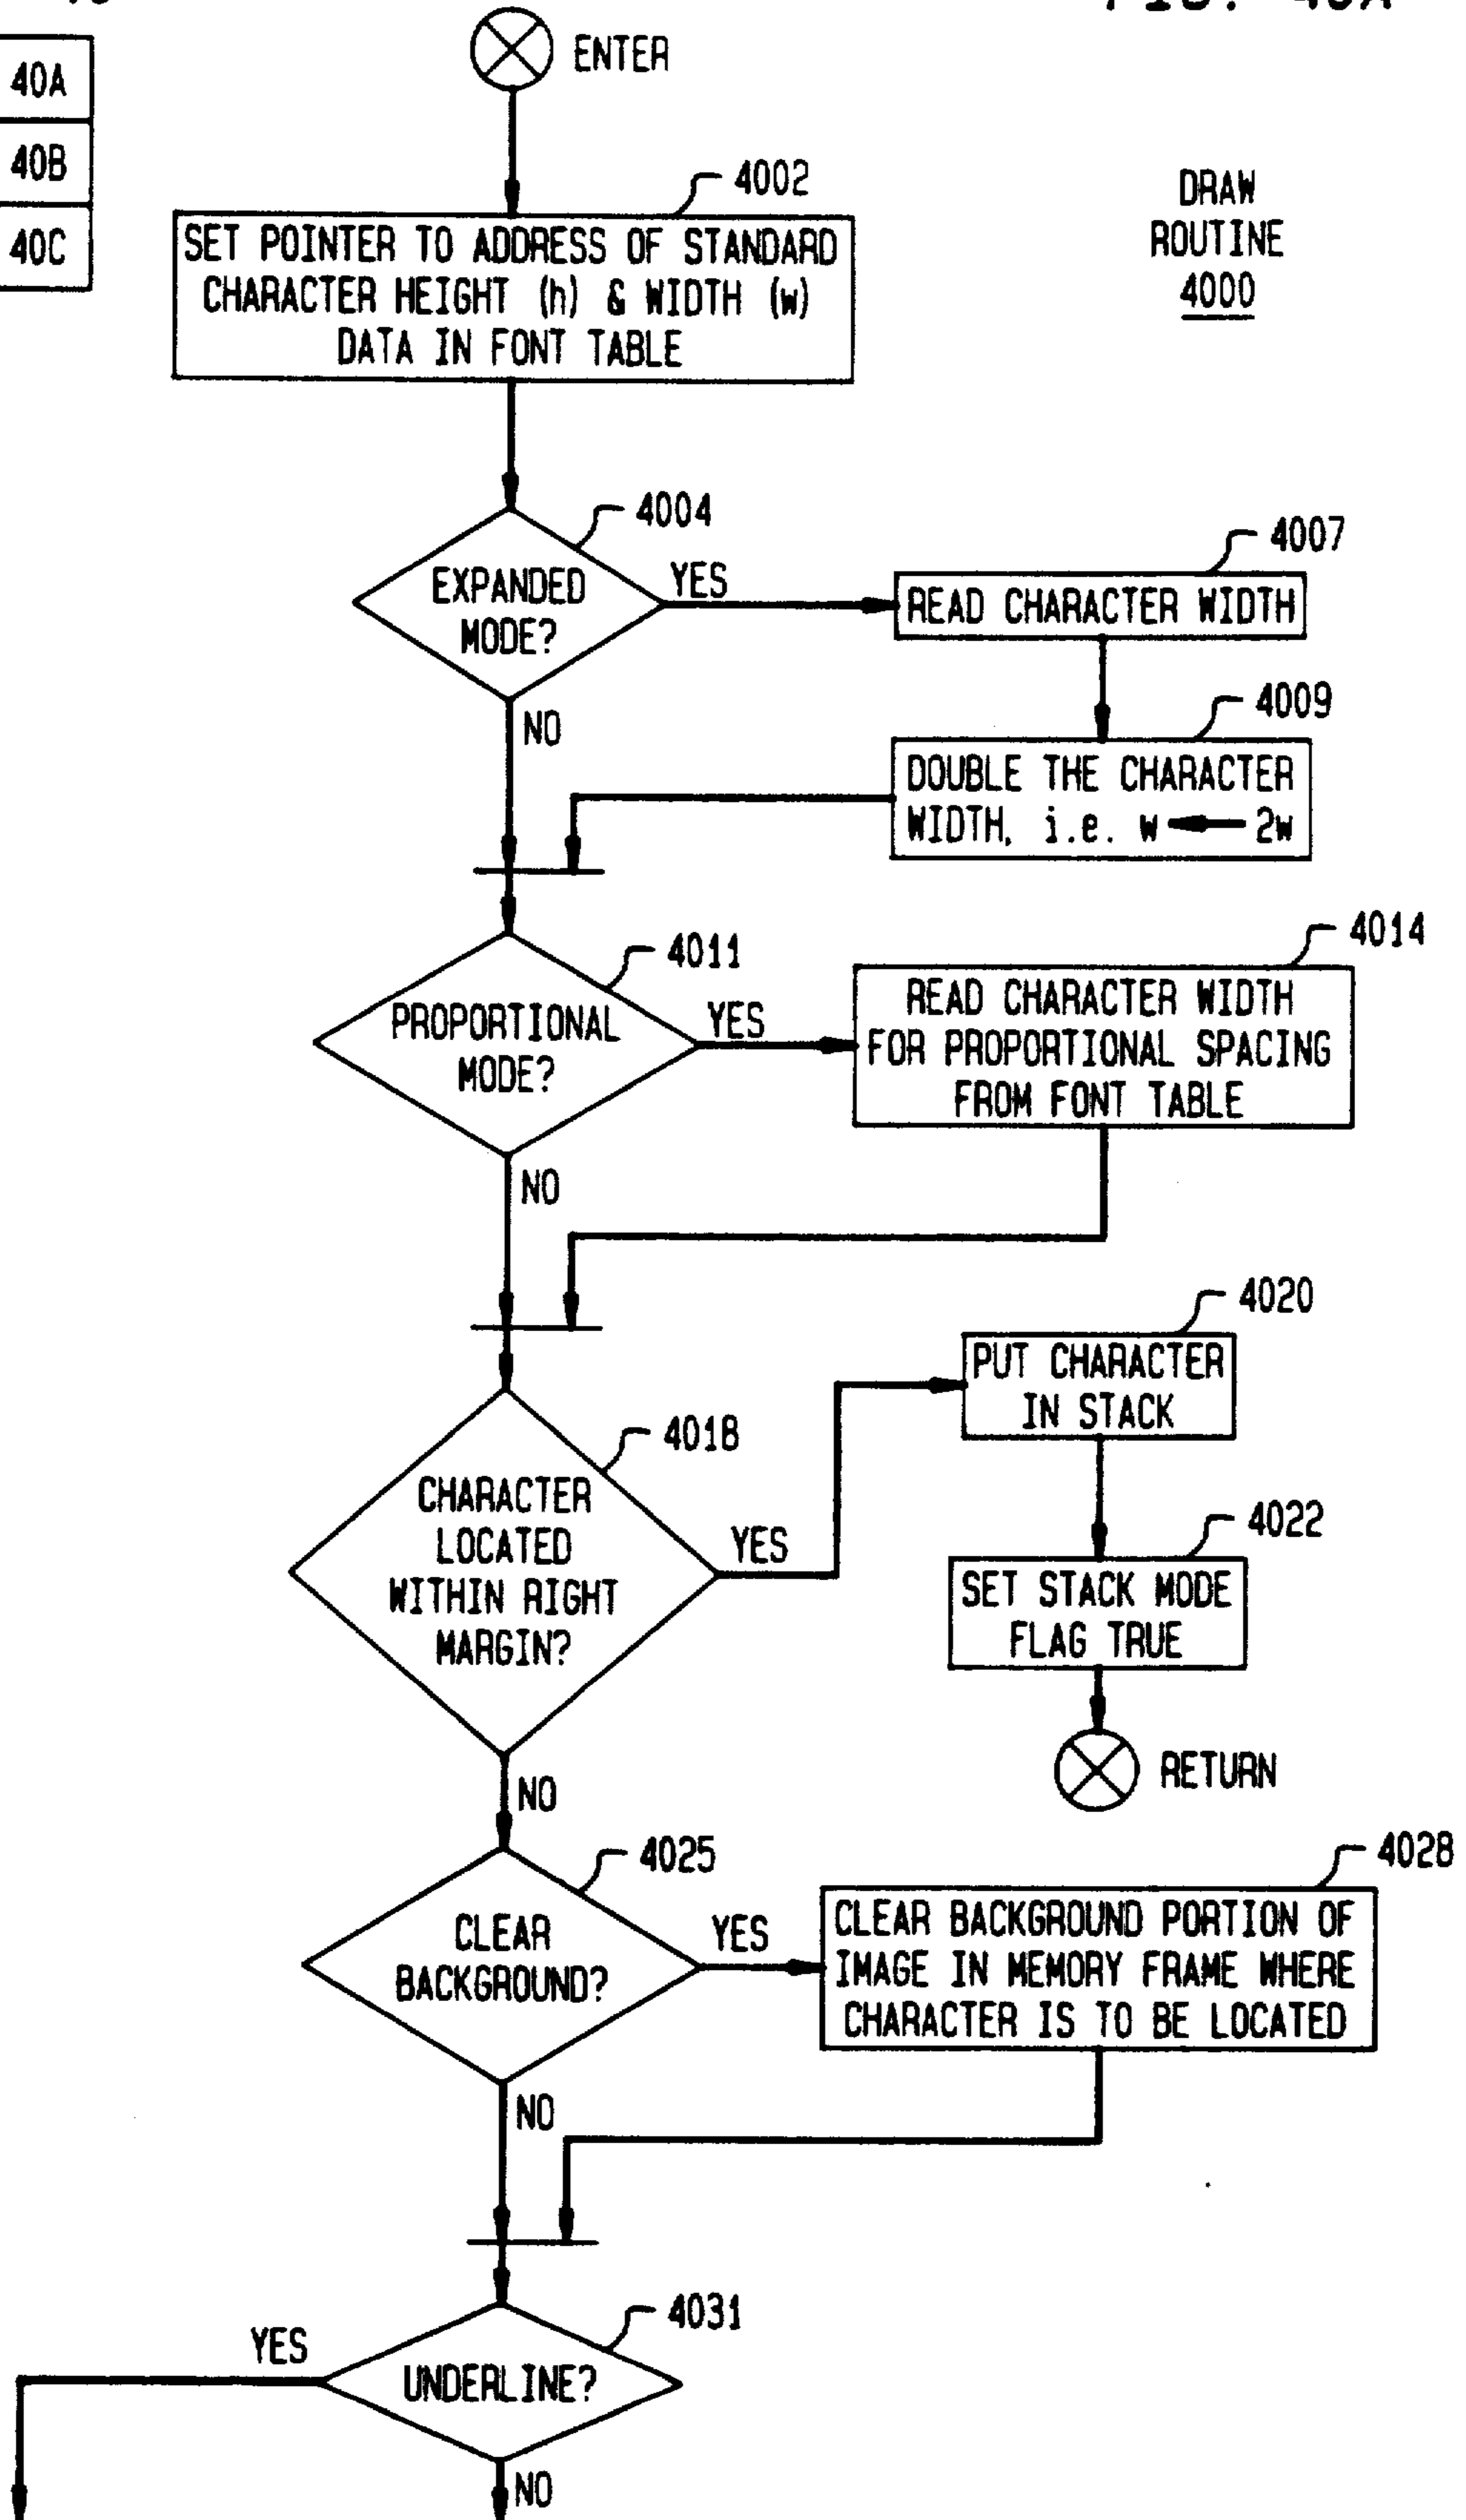 40A
40B
40C
ENTER
DRAW
ROUTINE
4000
4002
SET POINTER TO ADDRESS OF STANDARD
CHARACTER HEIGHT (h) & WIDTH (w)
DATA IN FONT TABLE
4004
EXPANDED
MODE?
YES
NO
4007
READ CHARACTER WIDTH
4009
DOUBLE THE CHARACTER
WIDTH, i.e. w ← 2w
4011
PROPORTIONAL
MODE?
YES
NO
4014
READ CHARACTER WIDTH
FOR PROPORTIONAL SPACING
FROM FONT TABLE
4018
CHARACTER
LOCATED
WITHIN RIGHT
MARGIN?
YES
NO
4020
PUT CHARACTER
IN STACK
4022
SET STACK MODE
FLAG TRUE
RETURN
4025
CLEAR
BACKGROUND?
YES
NO
4028
CLEAR BACKGROUND PORTION OF
IMAGE IN MEMORY FRAME WHERE
CHARACTER IS TO BE LOCATED
4031
UNDERLINE?
YES
NO